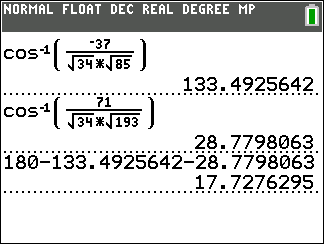 NORMAL FLOAT DEC REAL DEGREE MP
cos⁻¹(⁻37/(√34*√85))
133.4925642
cos⁻¹(71/(√34*√193))
28.7798063
180-133.4925642-28.7798063
17.7276295